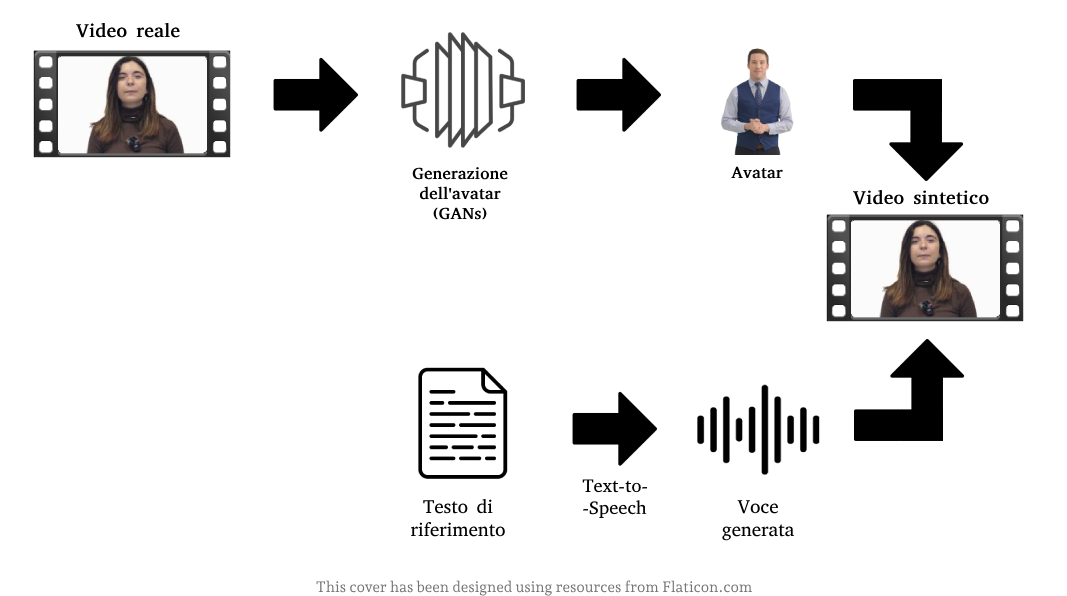 Video reale
Generazione
dell'avatar
(GANs)
Avatar
Video sintetico
Testo di
riferimento
Text-to-
-Speech
Voce
generata
This cover has been designed using resources from Flaticon.com